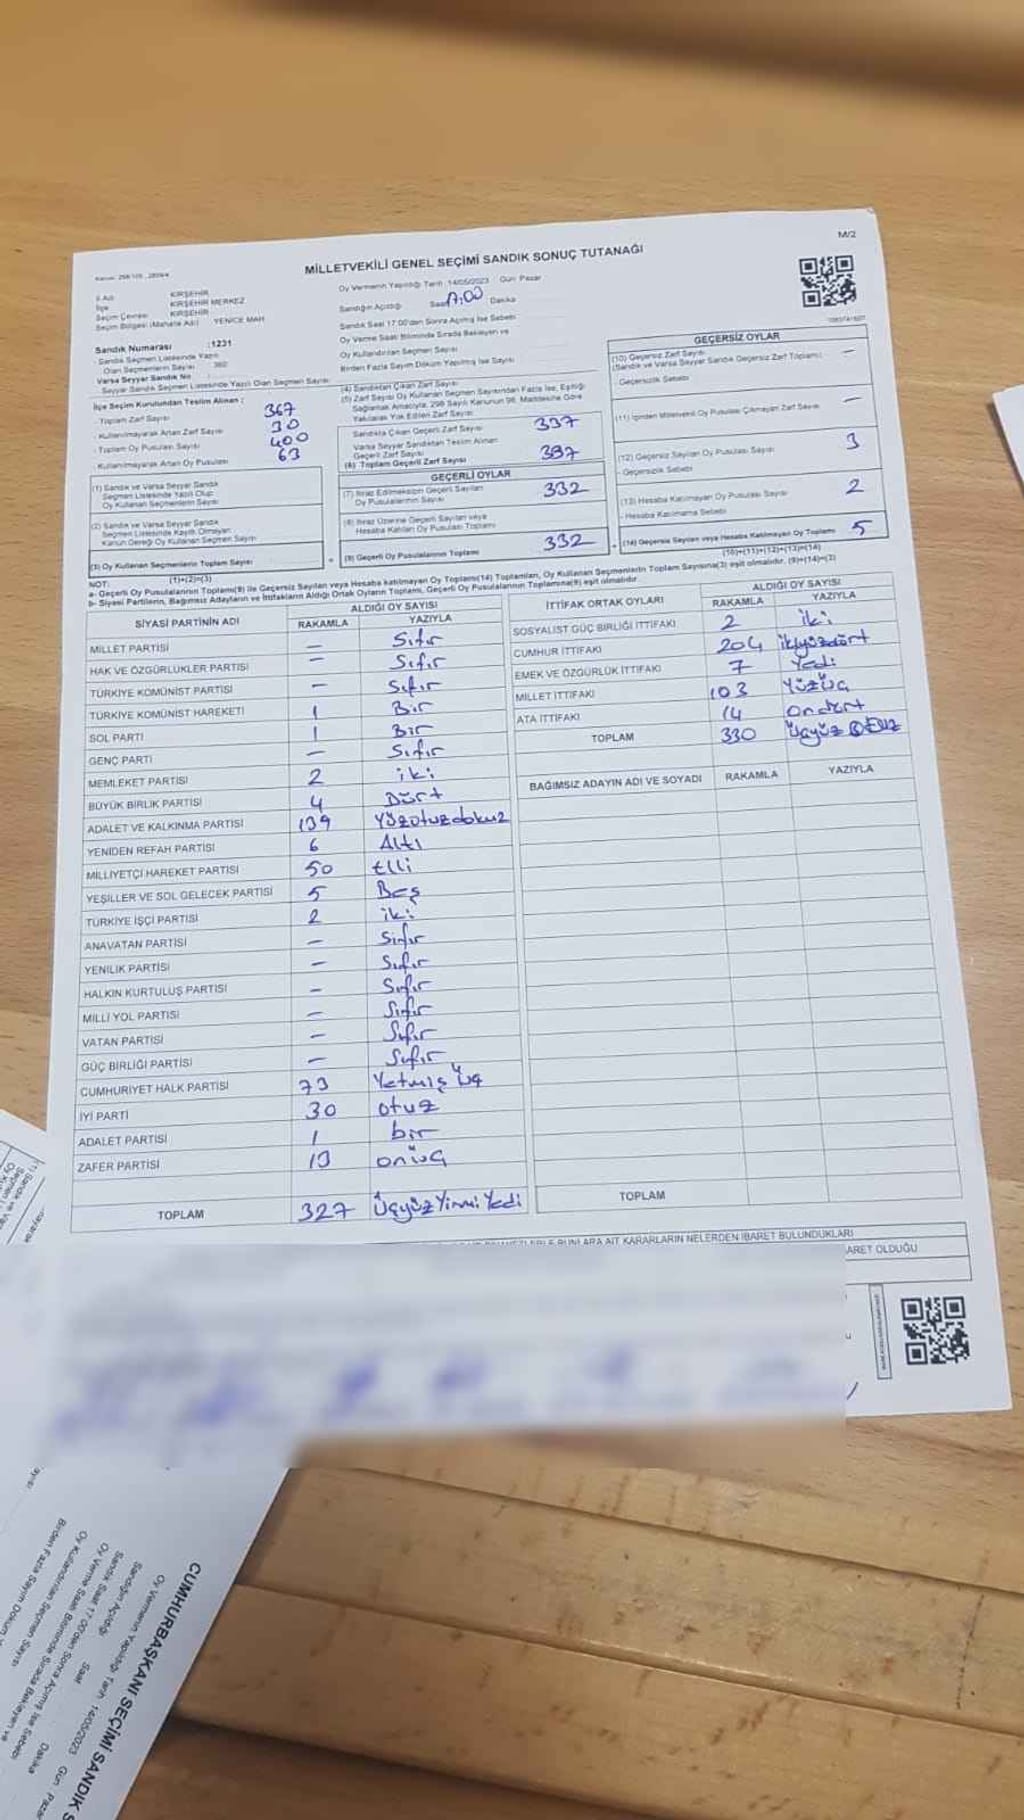 M/2
MİLLETVEKİLİ GENEL SEÇİMİ SANDIK SONUÇ TUTANAĞI
Oy Vermenin Yapıldığı Tarih 14/05/2023 Gün Pazar
İl Adı KIRŞEHİR
İlçe KIRŞEHİR MERKEZ
Seçim Çevresi KIRŞEHİR
Seçim Bölgesi (Mahalle Adı) YENİCE MAH
Sandık Numarası :1231
Sandık Seçmen Listesinde Yazılı
Olan Seçmenlerin Sayısı 360
Varsa Seyyar Sandık No
Seyyar Sandık Seçmen Listesinde Yazılı Olan Seçmen Sayısı
İlçe Seçim Kurulundan Teslim Alınan :
Toplam Zarf Sayısı 367
Kullanılmayarak Artan Zarf Sayısı 30
Toplam Oy Pusulası Sayısı 400
Kullanılmayarak Artan Oy Pusulası 63
(1) Sandık ve Varsa Seyyar Sandık
Seçmen Listesinde Yazılı Olup
Oy Kullanan Seçmenlerin Sayısı
(2) Sandık ve Varsa Seyyar Sandık
Seçmen Listesinde Kayıtlı Olmayan
Kanun Gereği Oy Kullanan Seçmen Sayısı
(3) Oy Kullanan Seçmenlerin Toplam Sayısı
(1)+(2)=(3)
Sandığın Açıldığı Saat 17:00 Dakika
Sandık Saat 17:00'den Sonra Açılmış İse Sebebi
Oy Verme Saati Bitiminde Sırada Bekleyen ve
Oy Kullandırılan Seçmen Sayısı
Birden Fazla Sayım Döküm Yapılmış İse Sayısı
(4) Sandıktan Çıkan Zarf Sayısı
(5) Zarf Sayısı Oy Kullanan Seçmen Sayısından Fazla İse, Eşitliği
Sağlamak Amacıyla, 298 Sayılı Kanunun 98. Maddesine Göre
Yakılarak Yok Edilen Zarf Sayısı
Sandıkta Çıkan Geçerli Zarf Sayısı 337
Varsa Seyyar Sandıktan Teslim Alınan
Geçerli Zarf Sayısı
(6) Toplam Geçerli Zarf Sayısı 337
GEÇERLİ OYLAR
(7) İtiraz Edilmeksizin Geçerli Sayılan
Oy Pusulalarının Sayısı 332
(8) İtiraz Üzerine Geçerli Sayılan veya
Hesaba Katılan Oy Pusulası Toplamı
(9) Geçerli Oy Pusulalarının Toplamı 332
GEÇERSİZ OYLAR
(10) Geçersiz Zarf Sayısı —
(Sandık ve Varsa Seyyar Sandık Geçersiz Zarf Toplamı)
Geçersizlik Sebebi
(11) İçinden Milletvekili Oy Pusulası Çıkmayan Zarf Sayısı —
(12) Geçersiz Sayılan Oy Pusulası Sayısı 3
- Geçersizlik Sebebi
(13) Hesaba Katılmayan Oy Pusulası Sayısı 2
- Hesaba Katılmama Sebebi
(14) Geçersiz Sayılan veya Hesaba Katılmayan Oy Toplamı 5
(10)+(11)+(12)+(13)=(14)
NOT:
a- Geçerli Oy Pusulalarının Toplamı(9) ile Geçersiz Sayılan veya Hesaba katılmayan Oy Toplamı(14) Toplamları, Oy Kullanan Seçmenlerin Toplam Sayısına(3) eşit olmalıdır. (9)+(14)=(3)
b- Siyasi Partilerin, Bağımsız Adayların ve İttifakların Aldığı Ortak Oyların Toplamı, Geçerli Oy Pusulalarının Toplamına(9) eşit olmalıdır.
SİYASİ PARTİNİN ADI ALDIĞI OY SAYISI
RAKAMLA YAZIYLA
MİLLET PARTİSİ — Sıfır
HAK VE ÖZGÜRLÜKLER PARTİSİ — Sıfır
TÜRKİYE KOMÜNİST PARTİSİ — Sıfır
TÜRKİYE KOMÜNİST HAREKETİ 1 Bir
SOL PARTİ 1 Bir
GENÇ PARTİ — Sıfır
MEMLEKET PARTİSİ 2 iki
BÜYÜK BİRLİK PARTİSİ 4 Dört
ADALET VE KALKINMA PARTİSİ 139 Yüzotuzdokuz
YENİDEN REFAH PARTİSİ 6 Altı
MİLLİYETÇİ HAREKET PARTİSİ 50 Elli
YEŞİLLER VE SOL GELECEK PARTİSİ 5 Beş
TÜRKİYE İŞÇİ PARTİSİ 2 iki
ANAVATAN PARTİSİ — Sıfır
YENİLİK PARTİSİ — Sıfır
HALKIN KURTULUŞ PARTİSİ — Sıfır
MİLLİ YOL PARTİSİ — Sıfır
VATAN PARTİSİ — Sıfır
GÜÇ BİRLİĞİ PARTİSİ — Sıfır
CUMHURİYET HALK PARTİSİ 73 Yetmiş üç
İYİ PARTİ 30 otuz
ADALET PARTİSİ 1 bir
ZAFER PARTİSİ 13 onüç
TOPLAM 327 ÜçyüzYirmiYedi
İTTİFAK ORTAK OYLARI ALDIĞI OY SAYISI
RAKAMLA YAZIYLA
SOSYALİST GÜÇ BİRLİĞİ İTTİFAKI 2 iki
CUMHUR İTTİFAKI 204 ikiyüzdört
EMEK VE ÖZGÜRLÜK İTTİFAKI 7 Yedi
MİLLET İTTİFAKI 103 Yüzüç
ATA İTTİFAKI 14 ondört
TOPLAM 330 Üçyüz
BAĞIMSIZ ADAYIN ADI VE SOYADI RAKAMLA YAZIYLA
TOPLAM
BUNLARA AİT KARARLARIN NELERDEN İBARET BULUNDUKLARI
ARET OLDUĞU
CUMHURBAŞKANI SEÇİMİ SANDIK S
Oy Vermenin Yapıldığı Tarih 14/05/2023 Gün Pazar
Sandığın Açıldığı Saat Dakika
Sandık Saat 17:00'den Sonra Açılmış İse Sebebi
Oy Verme Saati Bitiminde Sırada Bekleyen ve
Oy Kullandırılan Seçmen Sayısı
Birden Fazla Sayım Döküm